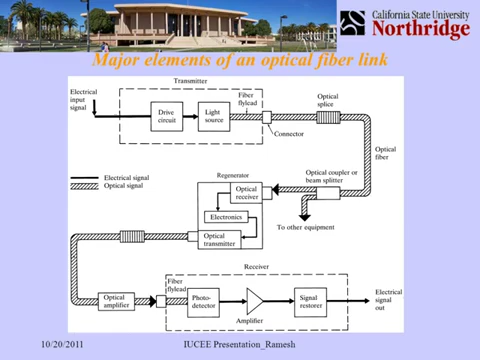 California State University
Northridge
Major elements of an optical fiber link
Transmitter
Electrical
input
signal
Drive
circuit
Light
source
Fiber
flylead
Connector
Optical
splice
Optical
fiber
Electrical signal
Optical signal
Regenerator
Optical
receiver
Electronics
Optical
transmitter
Optical coupler or
beam splitter
To other equipment
Receiver
Optical
amplifier
Fiber
flylead
Photo-
detector
Amplifier
Signal
restorer
Electrical
signal
out
10/20/2011
IUCEE Presentation_Ramesh